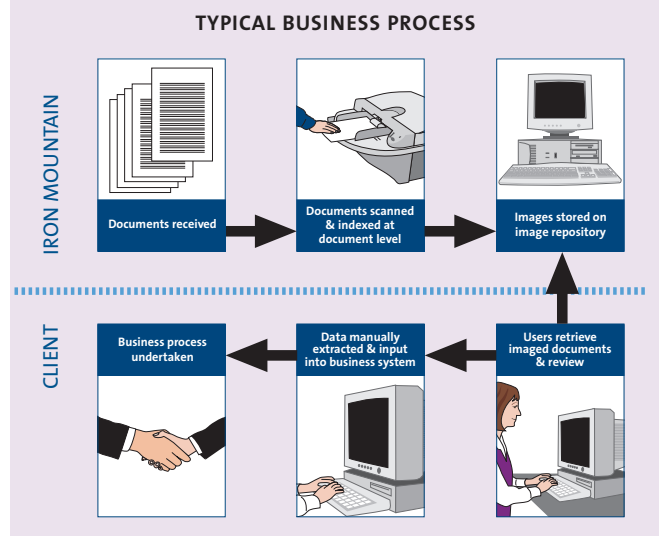 TYPICAL BUSINESS PROCESS
IRON MOUNTAIN
Documents received
Documents scanned
& indexed at
document level
Images stored on
image repository
CLIENT
Business process
undertaken
Data manually
extracted & input
into business system
Users retrieve
imaged documents
& review